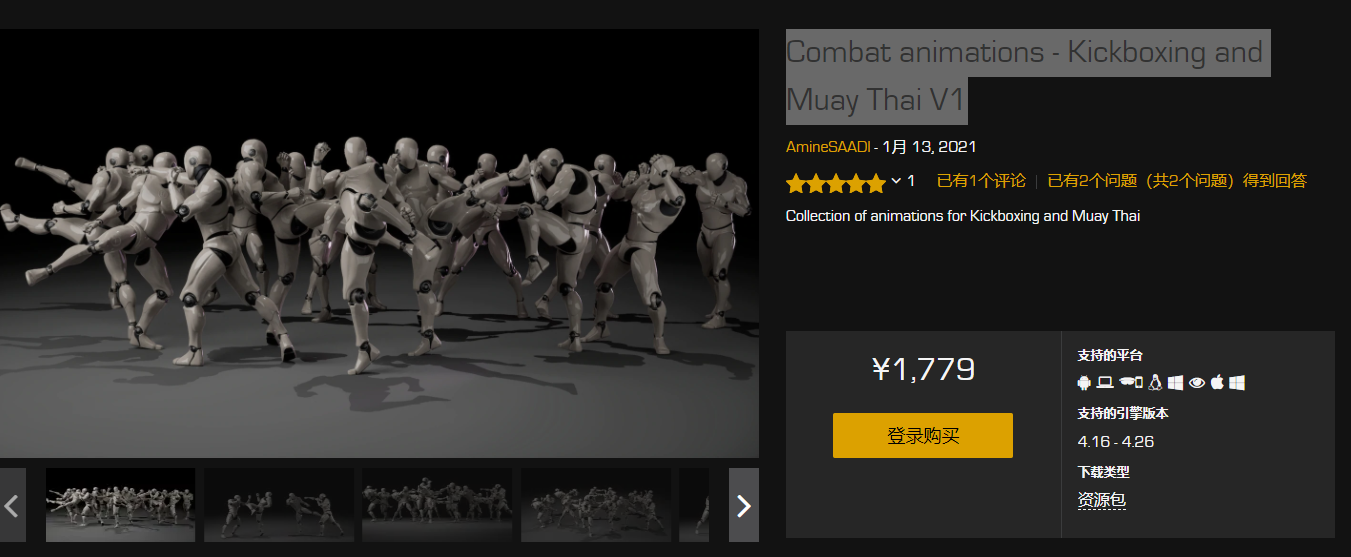 Combat animations - Kickboxing and
Muay Thai V1
AmineSAADI - 1月 13, 2021
1 已有1个评论 | 已有2个问题（共2个问题）得到回答
Collection of animations for Kickboxing and Muay Thai
¥1,779
登录购买
支持的平台
支持的引擎版本
4.16 - 4.26
下载类型
资源包